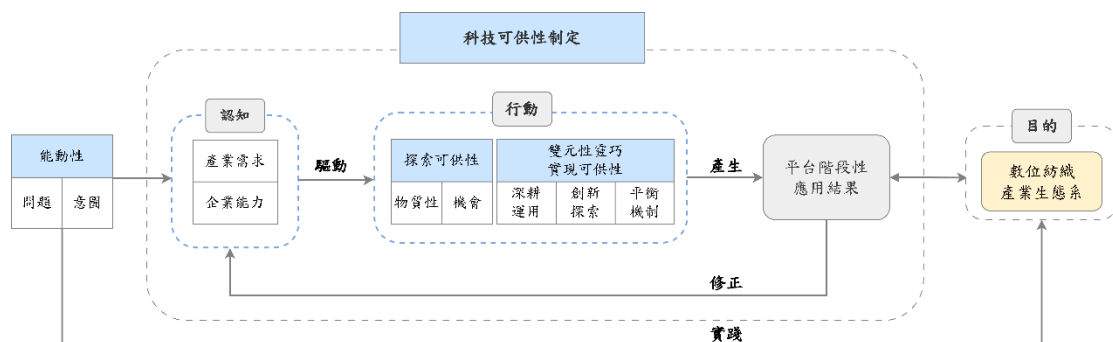 科技可供性制定
認知
行動
目的
能動性
問題
意圖
產業需求
企業能力
驅動
探索可供性
物質性
機會
雙元性靈巧
實現可供性
深耕
運用
創新
探索
平衡
機制
產生
平台階段性
應用結果
數位紡織
產業生態系
修正
實踐